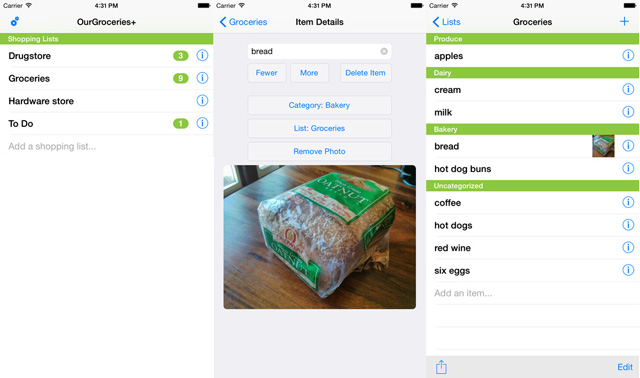 Carrier 4:31 PM
OurGroceries+
Shopping Lists
Drugstore 3
Groceries 9
Hardware store
To Do 1
Add a shopping list...
Carrier 4:31 PM
Groceries Item Details
bread
Fewer More Delete Item
Category: Bakery
List: Groceries
Remove Photo
OATNUT
Carrier 4:31 PM
Lists Groceries +
Produce
apples
Dairy
cream
milk
Bakery
bread
hot dog buns
Uncategorized
coffee
hot dogs
red wine
six eggs
Add an item...
Edit